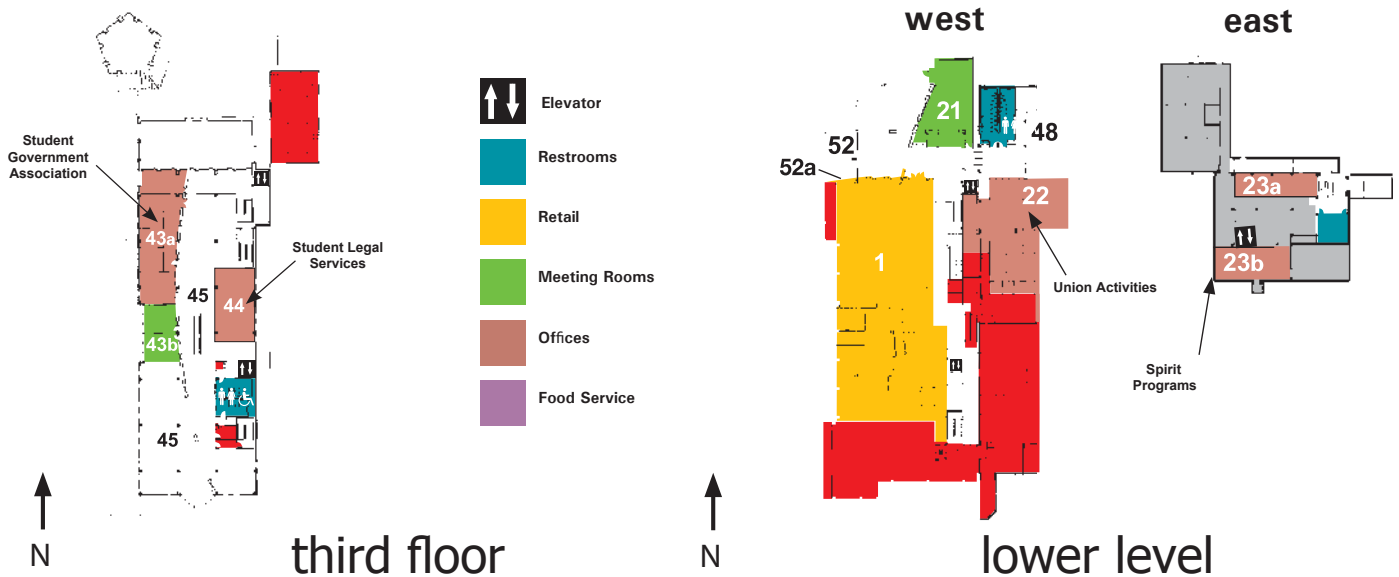 west
east
Student
Government
Association
43a
43b
45
44
45
Student Legal
Services
N
third floor
Elevator
Restrooms
Retail
Meeting Rooms
Offices
Food Service
21
52
48
52a
22
1
Union Activities
23a
23b
Spirit
Programs
N
lower level